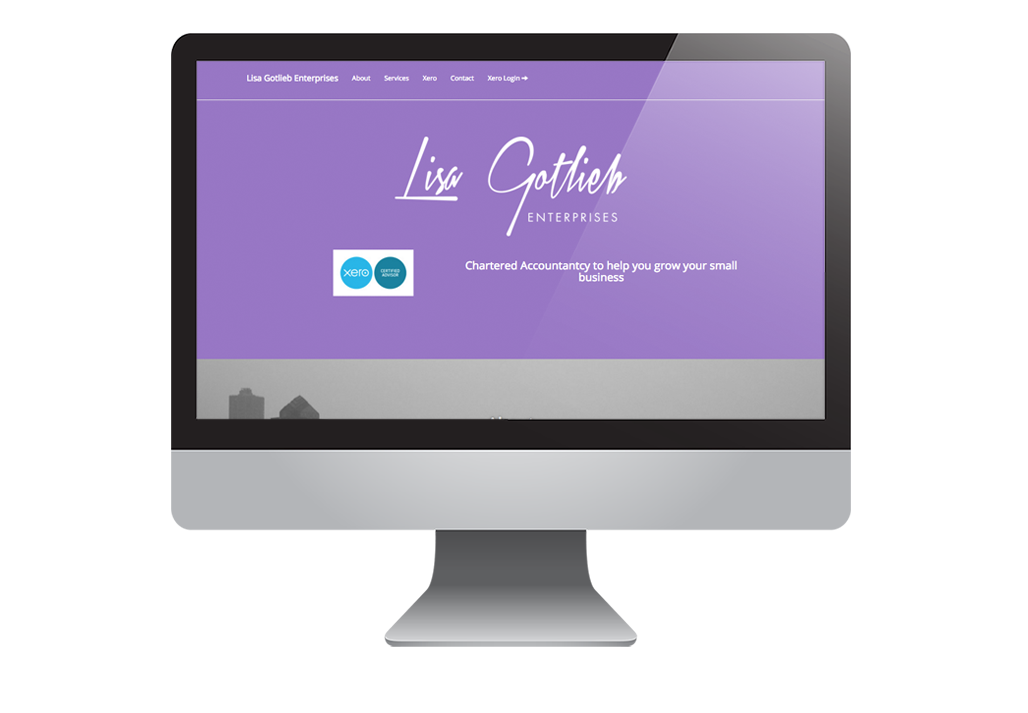 Lisa Gotlieb Enterprises About Services Xero Contact Xero Login ➔
Lisa Gotlieb
ENTERPRISES
xero
CERTIFIED
ADVISOR
Chartered Accountantcy to help you grow your small
business